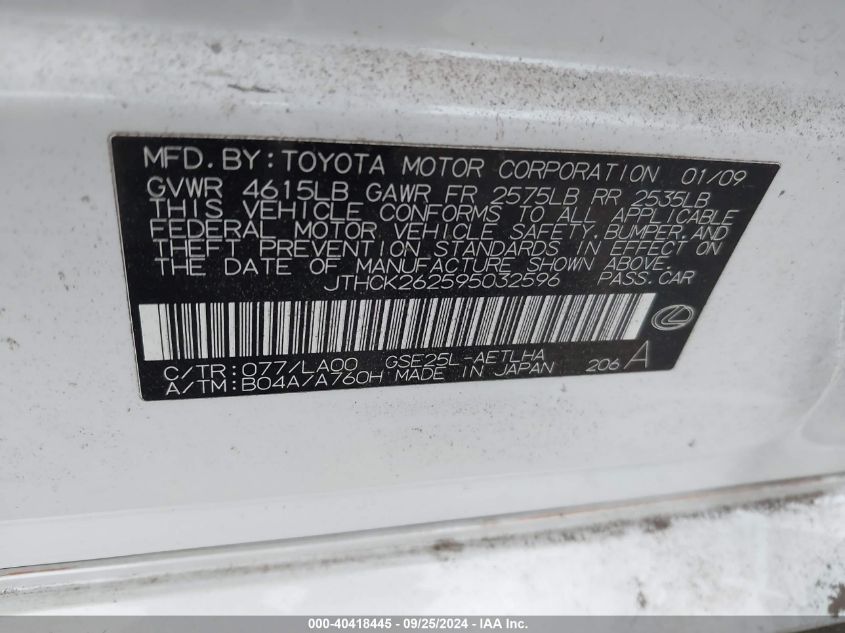 MFD. BY: TOYOTA MOTOR CORPORATION 01/09
GVWR 4615LB GAWR FR 2575LB RR 2535LB
THIS VEHICLE CONFORMS TO ALL APPLICABLE
FEDERAL MOTOR VEHICLE SAFETY, BUMPER, AND
THEFT PREVENTION STANDARDS IN EFFECT ON
THE DATE OF MANUFACTURE SHOWN ABOVE.
JTHCK262595032596 PASS. CAR
C/TR: 077/LA00 GSE25L-AETLHA 206 A
A/TM: B04A/A760H MADE IN JAPAN
000-40418445 - 09/25/2024 - IAA Inc.